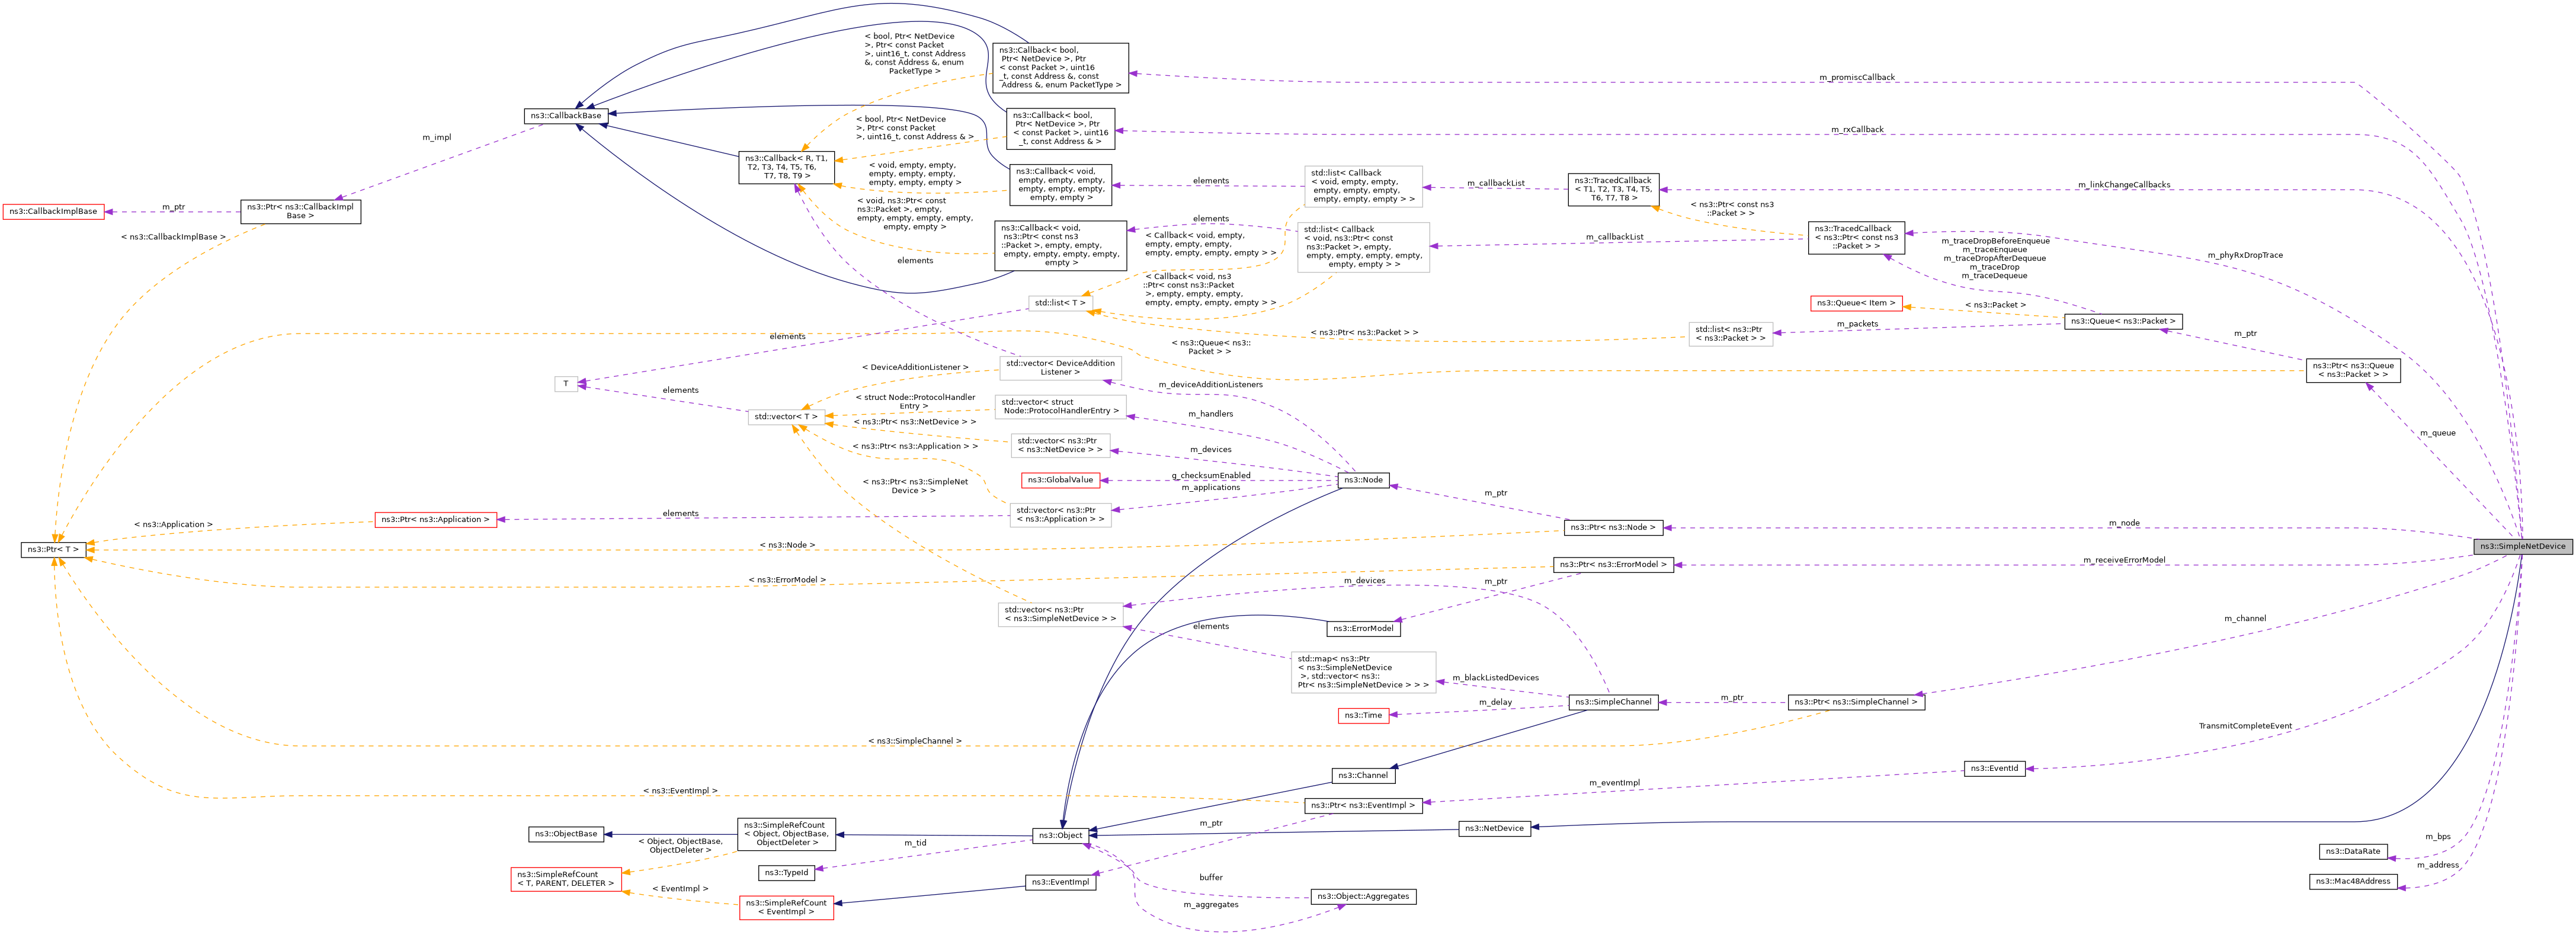 < bool, Ptr< NetDevice
>, Ptr< const Packet
>, uint16_t, const Address
&, const Address &, enum
PacketType >
ns3::Callback< bool,
Ptr< NetDevice >, Ptr
< const Packet >, uint16
_t, const Address &, const
Address &, enum PacketType >
m_promiscCallback
ns3::CallbackBase
m_impl
< bool, Ptr< NetDevice
>, Ptr< const Packet
>, uint16_t, const Address & >
ns3::Callback< bool,
Ptr< NetDevice >, Ptr
< const Packet >, uint16
_t, const Address & >
m_rxCallback
ns3::Callback< R, T1,
T2, T3, T4, T5, T6,
T7, T8, T9 >
< void, empty, empty,
empty, empty, empty,
empty, empty, empty >
ns3::Callback< void,
empty, empty, empty,
empty, empty, empty,
empty, empty >
elements
std::list< Callback
< void, empty, empty,
empty, empty, empty,
empty, empty, empty > >
m_callbackList
ns3::TracedCallback
< T1, T2, T3, T4, T5,
T6, T7, T8 >
m_linkChangeCallbacks
ns3::CallbackImplBase
m_ptr
ns3::Ptr< ns3::CallbackImpl
Base >
< ns3::CallbackImplBase >
< void, ns3::Ptr< const
ns3::Packet >, empty,
empty, empty, empty, empty,
empty, empty >
ns3::Callback< void,
ns3::Ptr< const ns3
::Packet >, empty, empty,
empty, empty, empty, empty,
empty >
elements
< Callback< void, empty,
empty, empty, empty,
empty, empty, empty, empty > >
std::list< Callback
< void, ns3::Ptr< const
ns3::Packet >, empty,
empty, empty, empty, empty,
empty, empty > >
m_callbackList
< ns3::Ptr< const ns3
::Packet > >
ns3::TracedCallback
< ns3::Ptr< const ns3
::Packet > >
m_traceDropBeforeEnqueue
m_traceEnqueue
m_traceDropAfterDequeue
m_traceDrop
m_traceDequeue
m_phyRxDropTrace
elements
< Callback< void, ns3
::Ptr< const ns3::Packet
>, empty, empty, empty,
empty, empty, empty, empty > >
std::list< T >
ns3::Queue< Item >
< ns3::Packet >
ns3::Queue< ns3::Packet >
m_packets
std::list< ns3::Ptr
< ns3::Packet > >
< ns3::Ptr< ns3::Packet > >
elements
m_ptr
< ns3::Queue< ns3::
Packet > >
ns3::Ptr< ns3::Queue
< ns3::Packet > >
T
elements
< DeviceAdditionListener >
std::vector< DeviceAddition
Listener >
m_deviceAdditionListeners
std::vector< T >
< struct Node::ProtocolHandler
Entry >
std::vector< struct
Node::ProtocolHandlerEntry >
m_handlers
< ns3::Ptr< ns3::NetDevice > >
std::vector< ns3::Ptr
< ns3::NetDevice > >
m_devices
m_queue
< ns3::Ptr< ns3::Application > >
ns3::GlobalValue
g_checksumEnabled
ns3::Node
m_applications
m_ptr
< ns3::Ptr< ns3::SimpleNet
Device > >
< ns3::Application >
ns3::Ptr< ns3::Application >
elements
std::vector< ns3::Ptr
< ns3::Application > >
ns3::Ptr< ns3::Node >
m_node
ns3::Ptr< T >
< ns3::Node >
ns3::SimpleNetDevice
ns3::Ptr< ns3::ErrorModel >
m_receiveErrorModel
< ns3::ErrorModel >
m_devices
m_ptr
std::vector< ns3::Ptr
< ns3::SimpleNetDevice > >
elements
ns3::ErrorModel
m_channel
std::map< ns3::Ptr
< ns3::SimpleNetDevice
>, std::vector< ns3::
Ptr< ns3::SimpleNetDevice > > >
m_blackListedDevices
ns3::Time
m_delay
ns3::SimpleChannel
m_ptr
ns3::Ptr< ns3::SimpleChannel >
TransmitCompleteEvent
< ns3::SimpleChannel >
ns3::Channel
ns3::EventId
< ns3::EventImpl >
m_eventImpl
ns3::Ptr< ns3::EventImpl >
ns3::ObjectBase
ns3::SimpleRefCount
< Object, ObjectBase,
ObjectDeleter >
ns3::Object
m_ptr
ns3::NetDevice
m_bps
< Object, ObjectBase,
ObjectDeleter >
m_tid
ns3::DataRate
ns3::SimpleRefCount
< T, PARENT, DELETER >
ns3::TypeId
m_address
ns3::EventImpl
buffer
ns3::Mac48Address
< EventImpl >
ns3::SimpleRefCount
< EventImpl >
m_aggregates
ns3::Object::Aggregates